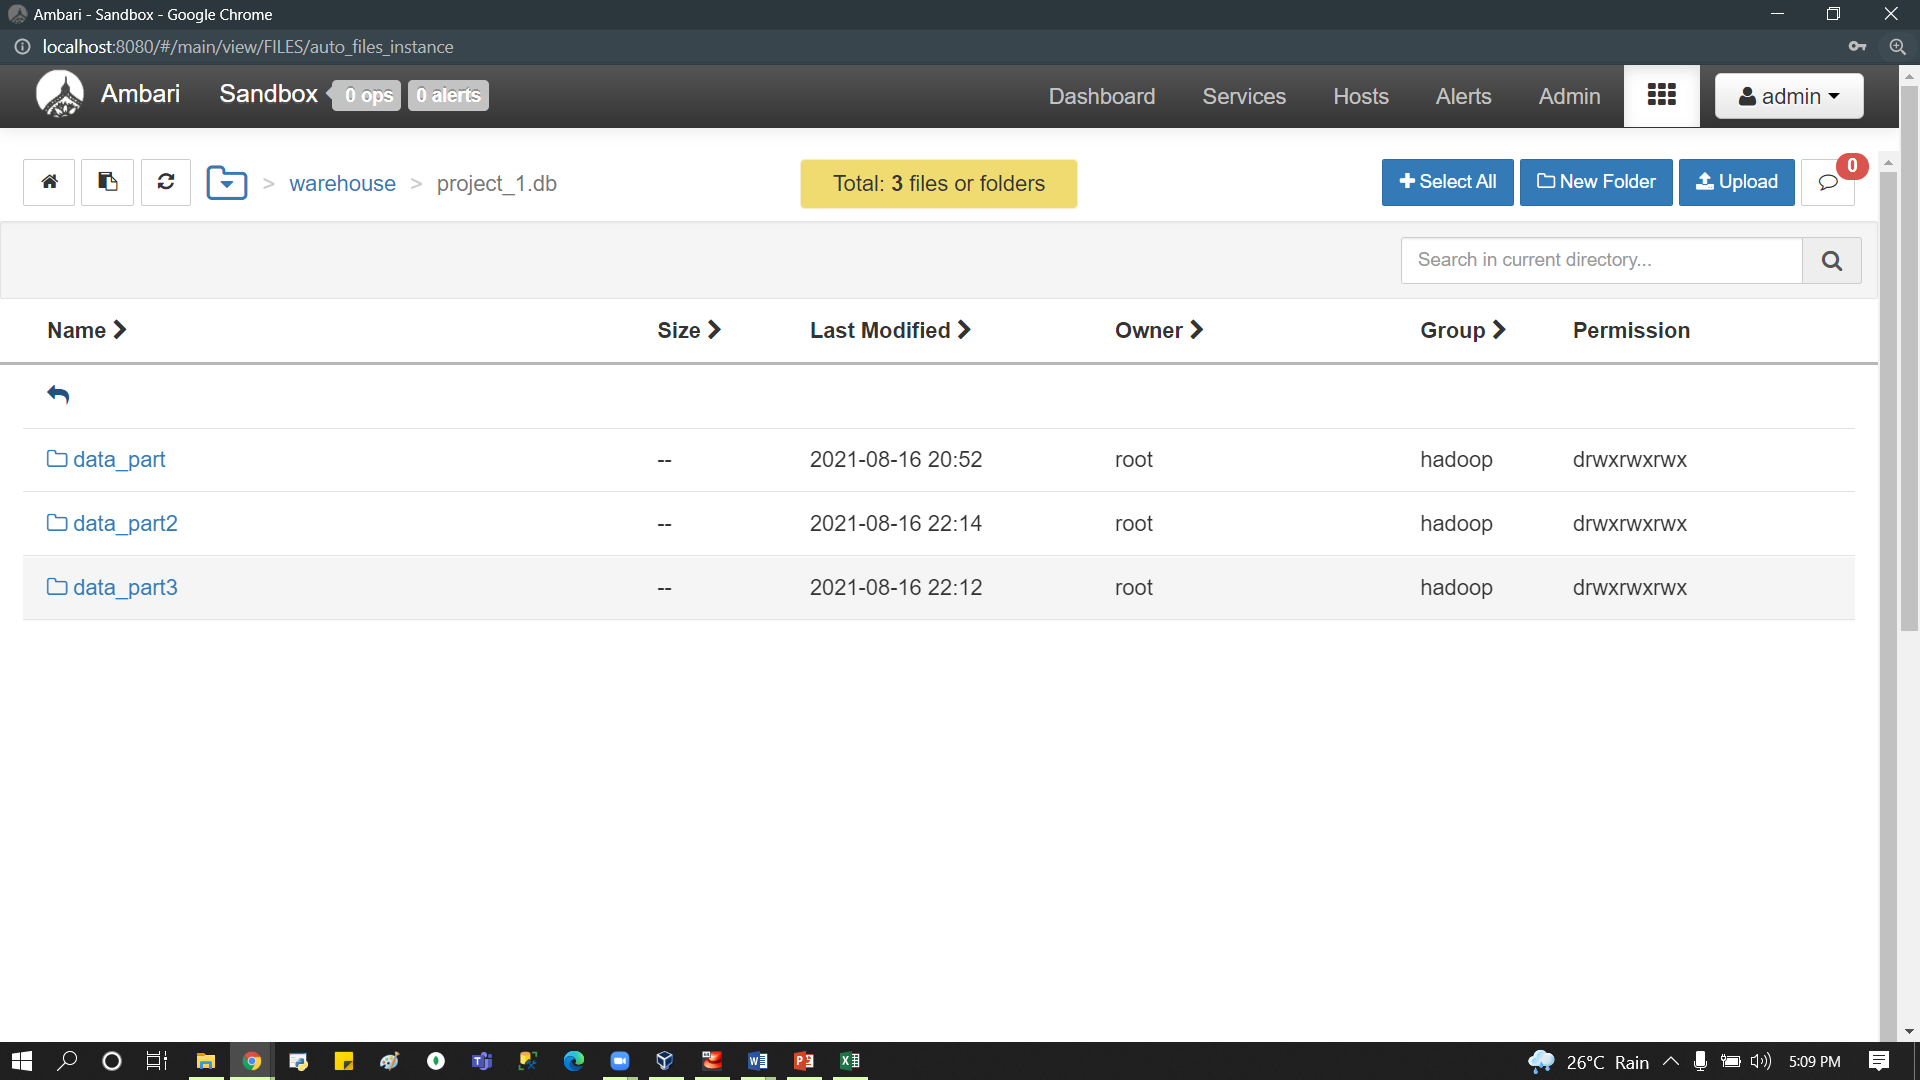 Ambari - Sandbox - Google Chrome
localhost:8080/#/main/view/FILES/auto_files_instance
Ambari Sandbox 0 ops 0 alerts Dashboard Services Hosts Alerts Admin admin
> warehouse > project_1.db Total: 3 files or folders Select All New Folder Upload 0
Search in current directory...
Name Size Last Modified Owner Group Permission
data_part -- 2021-08-16 20:52 root hadoop drwxrwxrwx
data_part2 -- 2021-08-16 22:14 root hadoop drwxrwxrwx
data_part3 -- 2021-08-16 22:12 root hadoop drwxrwxrwx
26°C Rain 5:09 PM